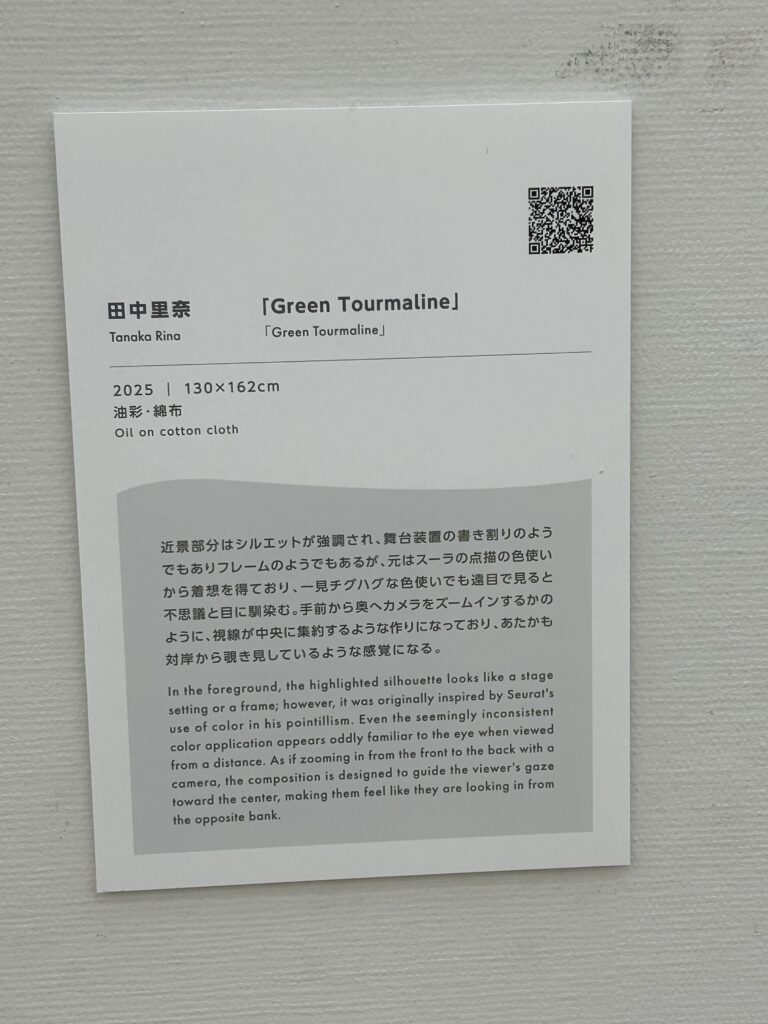 田中里奈 「Green Tourmaline」
Tanaka Rina 「Green Tourmaline」
2025 | 130×162cm
油彩・綿布
Oil on cotton cloth
近景部分はシルエットが強調され、舞台装置の書き割りのよう
でもありフレームのようでもあるが、元はスーラの点描の色使い
から着想を得ており、一見チグハグな色使いでも遠目で見ると
不思議と目に馴染む。手前から奥へカメラをズームインするかの
ように、視線が中央に集約するような作りになっており、あたかも
対岸から覗き見しているような感覚になる。
In the foreground, the highlighted silhouette looks like a stage
setting or a frame; however, it was originally inspired by Seurat's
use of color in his pointillism. Even the seemingly inconsistent
color application appears oddly familiar to the eye when viewed
from a distance. As if zooming in from the front to the back with a
camera, the composition is designed to guide the viewer's gaze
toward the center, making them feel like they are looking in from
the opposite bank.